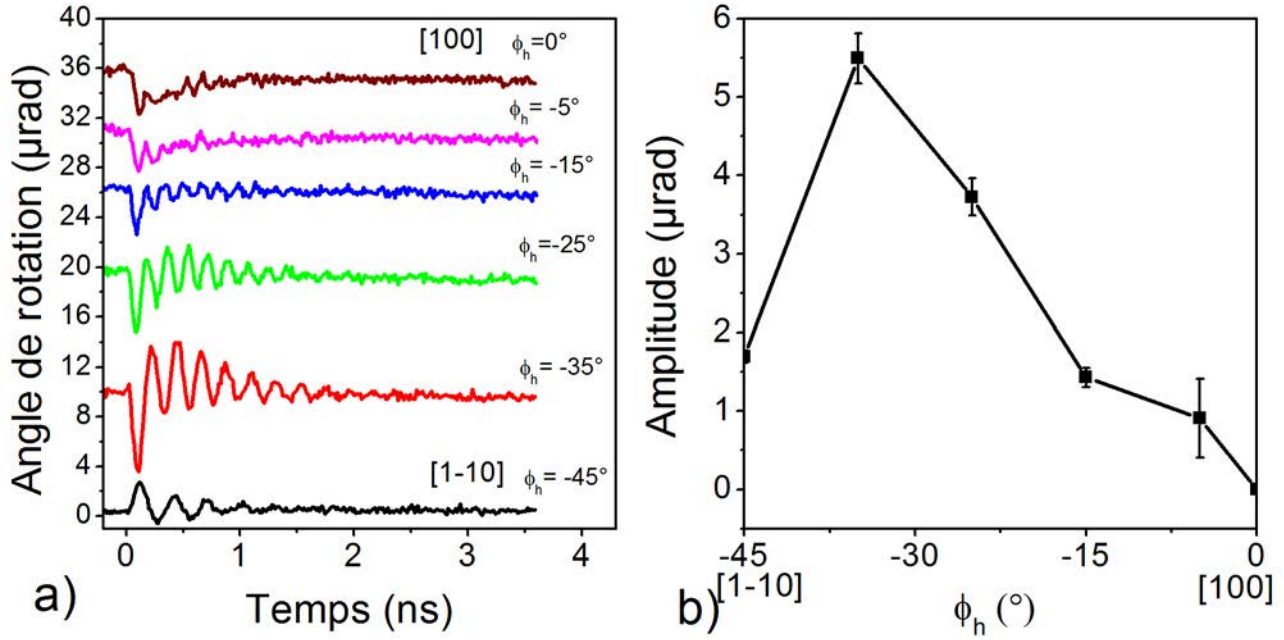 Angle de rotation (µrad)
40
36
32
28
24
20
16
12
8
4
0
[100] ϕh=0°
ϕh= -5°
ϕh= -15°
ϕh=-25°
ϕh= -35°
[1-10] ϕh= -45°
0 1 2 3 4
a) Temps (ns)
Amplitude (µrad)
6
5
4
3
2
1
0
-45 -30 -15 0
[1-10] [100]
b) ϕh (°)